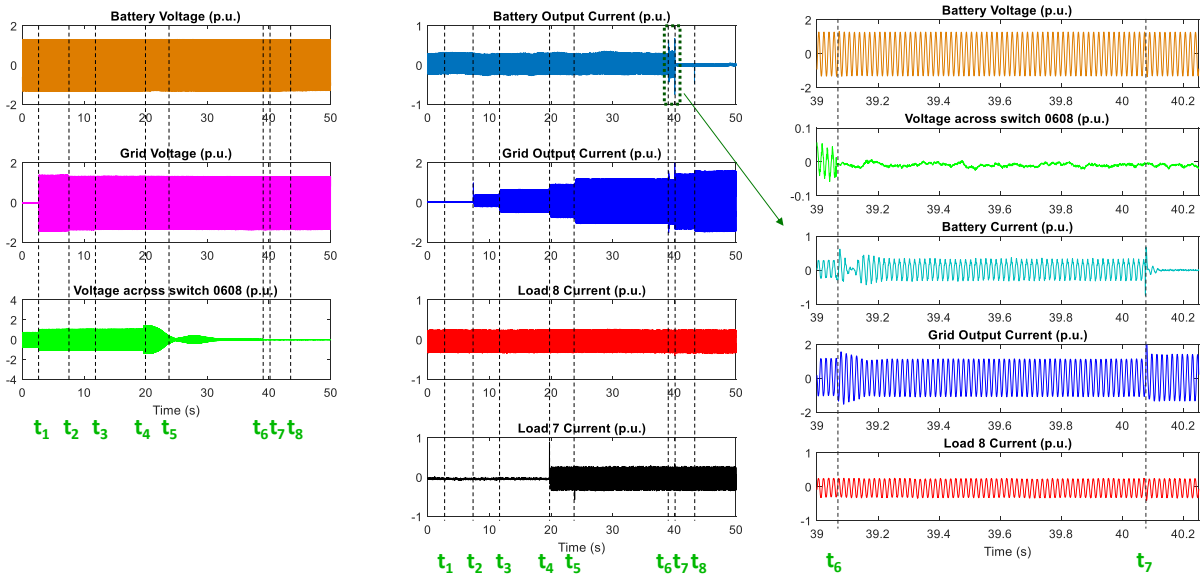 Battery Voltage (p.u.)
2
0
-2
0 10 20 30 40 50
Grid Voltage (p.u.)
2
0
-2
0 10 20 30 40 50
Voltage across switch 0608 (p.u.)
4
2
0
-2
-4
0 10 20 30 40 50
Time (s)
t1 t2 t3 t4 t5 t6 t7 t8
Battery Output Current (p.u.)
1
0
-1
0 10 20 30 40 50
Grid Output Current (p.u.)
2
0
-2
0 10 20 30 40 50
Load 8 Current (p.u.)
1
0
-1
0 10 20 30 40 50
Load 7 Current (p.u.)
1
0
-1
0 10 20 30 40 50
Time (s)
t1 t2 t3 t4 t5 t6 t7 t8
Battery Voltage (p.u.)
2
0
-2
39 39.2 39.4 39.6 39.8 40 40.2
Voltage across switch 0608 (p.u.)
0.1
0
-0.1
39 39.2 39.4 39.6 39.8 40 40.2
Battery Current (p.u.)
1
0
-1
39 39.2 39.4 39.6 39.8 40 40.2
Grid Output Current (p.u.)
2
0
-2
39 39.2 39.4 39.6 39.8 40 40.2
Load 8 Current (p.u.)
1
0
-1
39 39.2 39.4 39.6 39.8 40 40.2
Time (s)
t6 t7